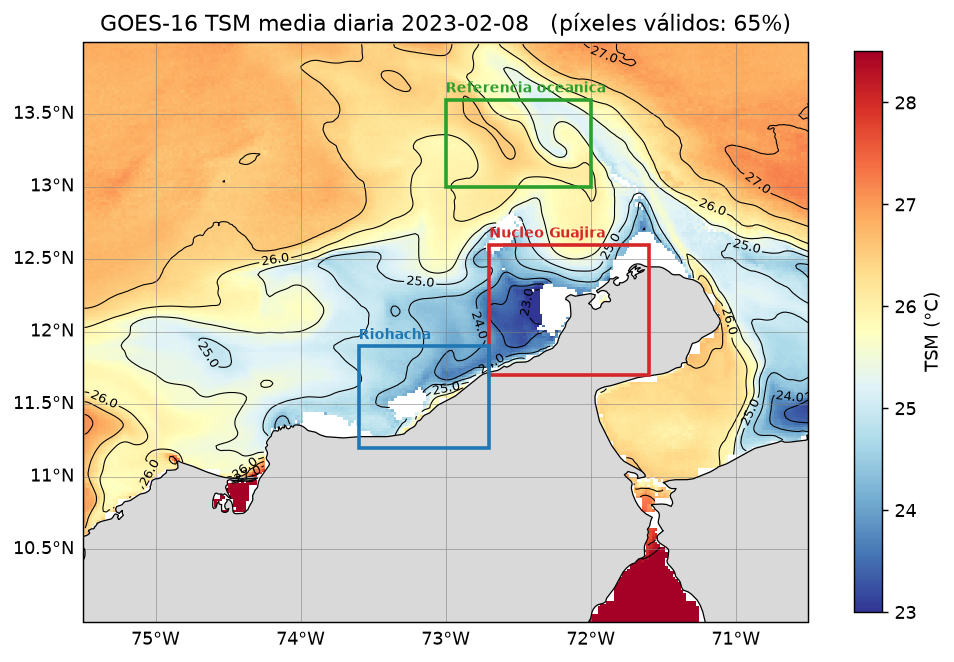 GOES-16 TSM media diaria 2023-02-08 (píxeles válidos: 65%)
27.0
28
13.5°N
Referencia oceanica
13°N
27.0
27
26.0
12.5°N
26.0
Nucleo Guajira
25.0
25.0
25.0
26
TSM (°C)
12°N
23.0
24.0
26.0
Riohacha
25.0
24.0
25
11.5°N
26.0
25.0
24.0
25.0
11°N
26.0
26.0
24
10.5°N
23
75°W
74°W
73°W
72°W
71°W